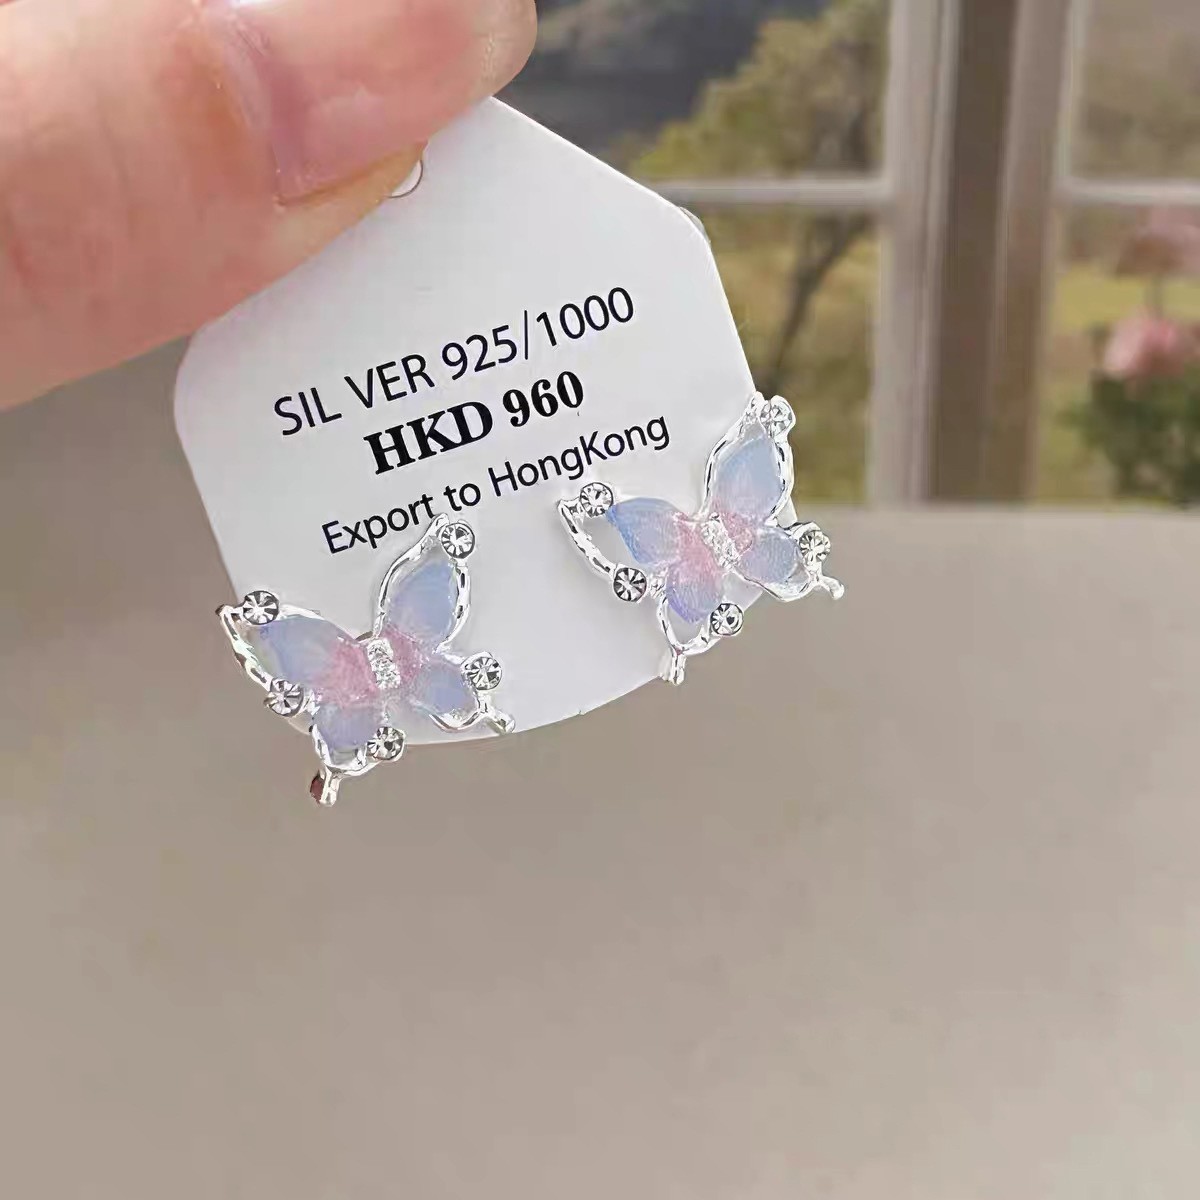 SIL VER 925/1000
HKD 960
Export to HongKong